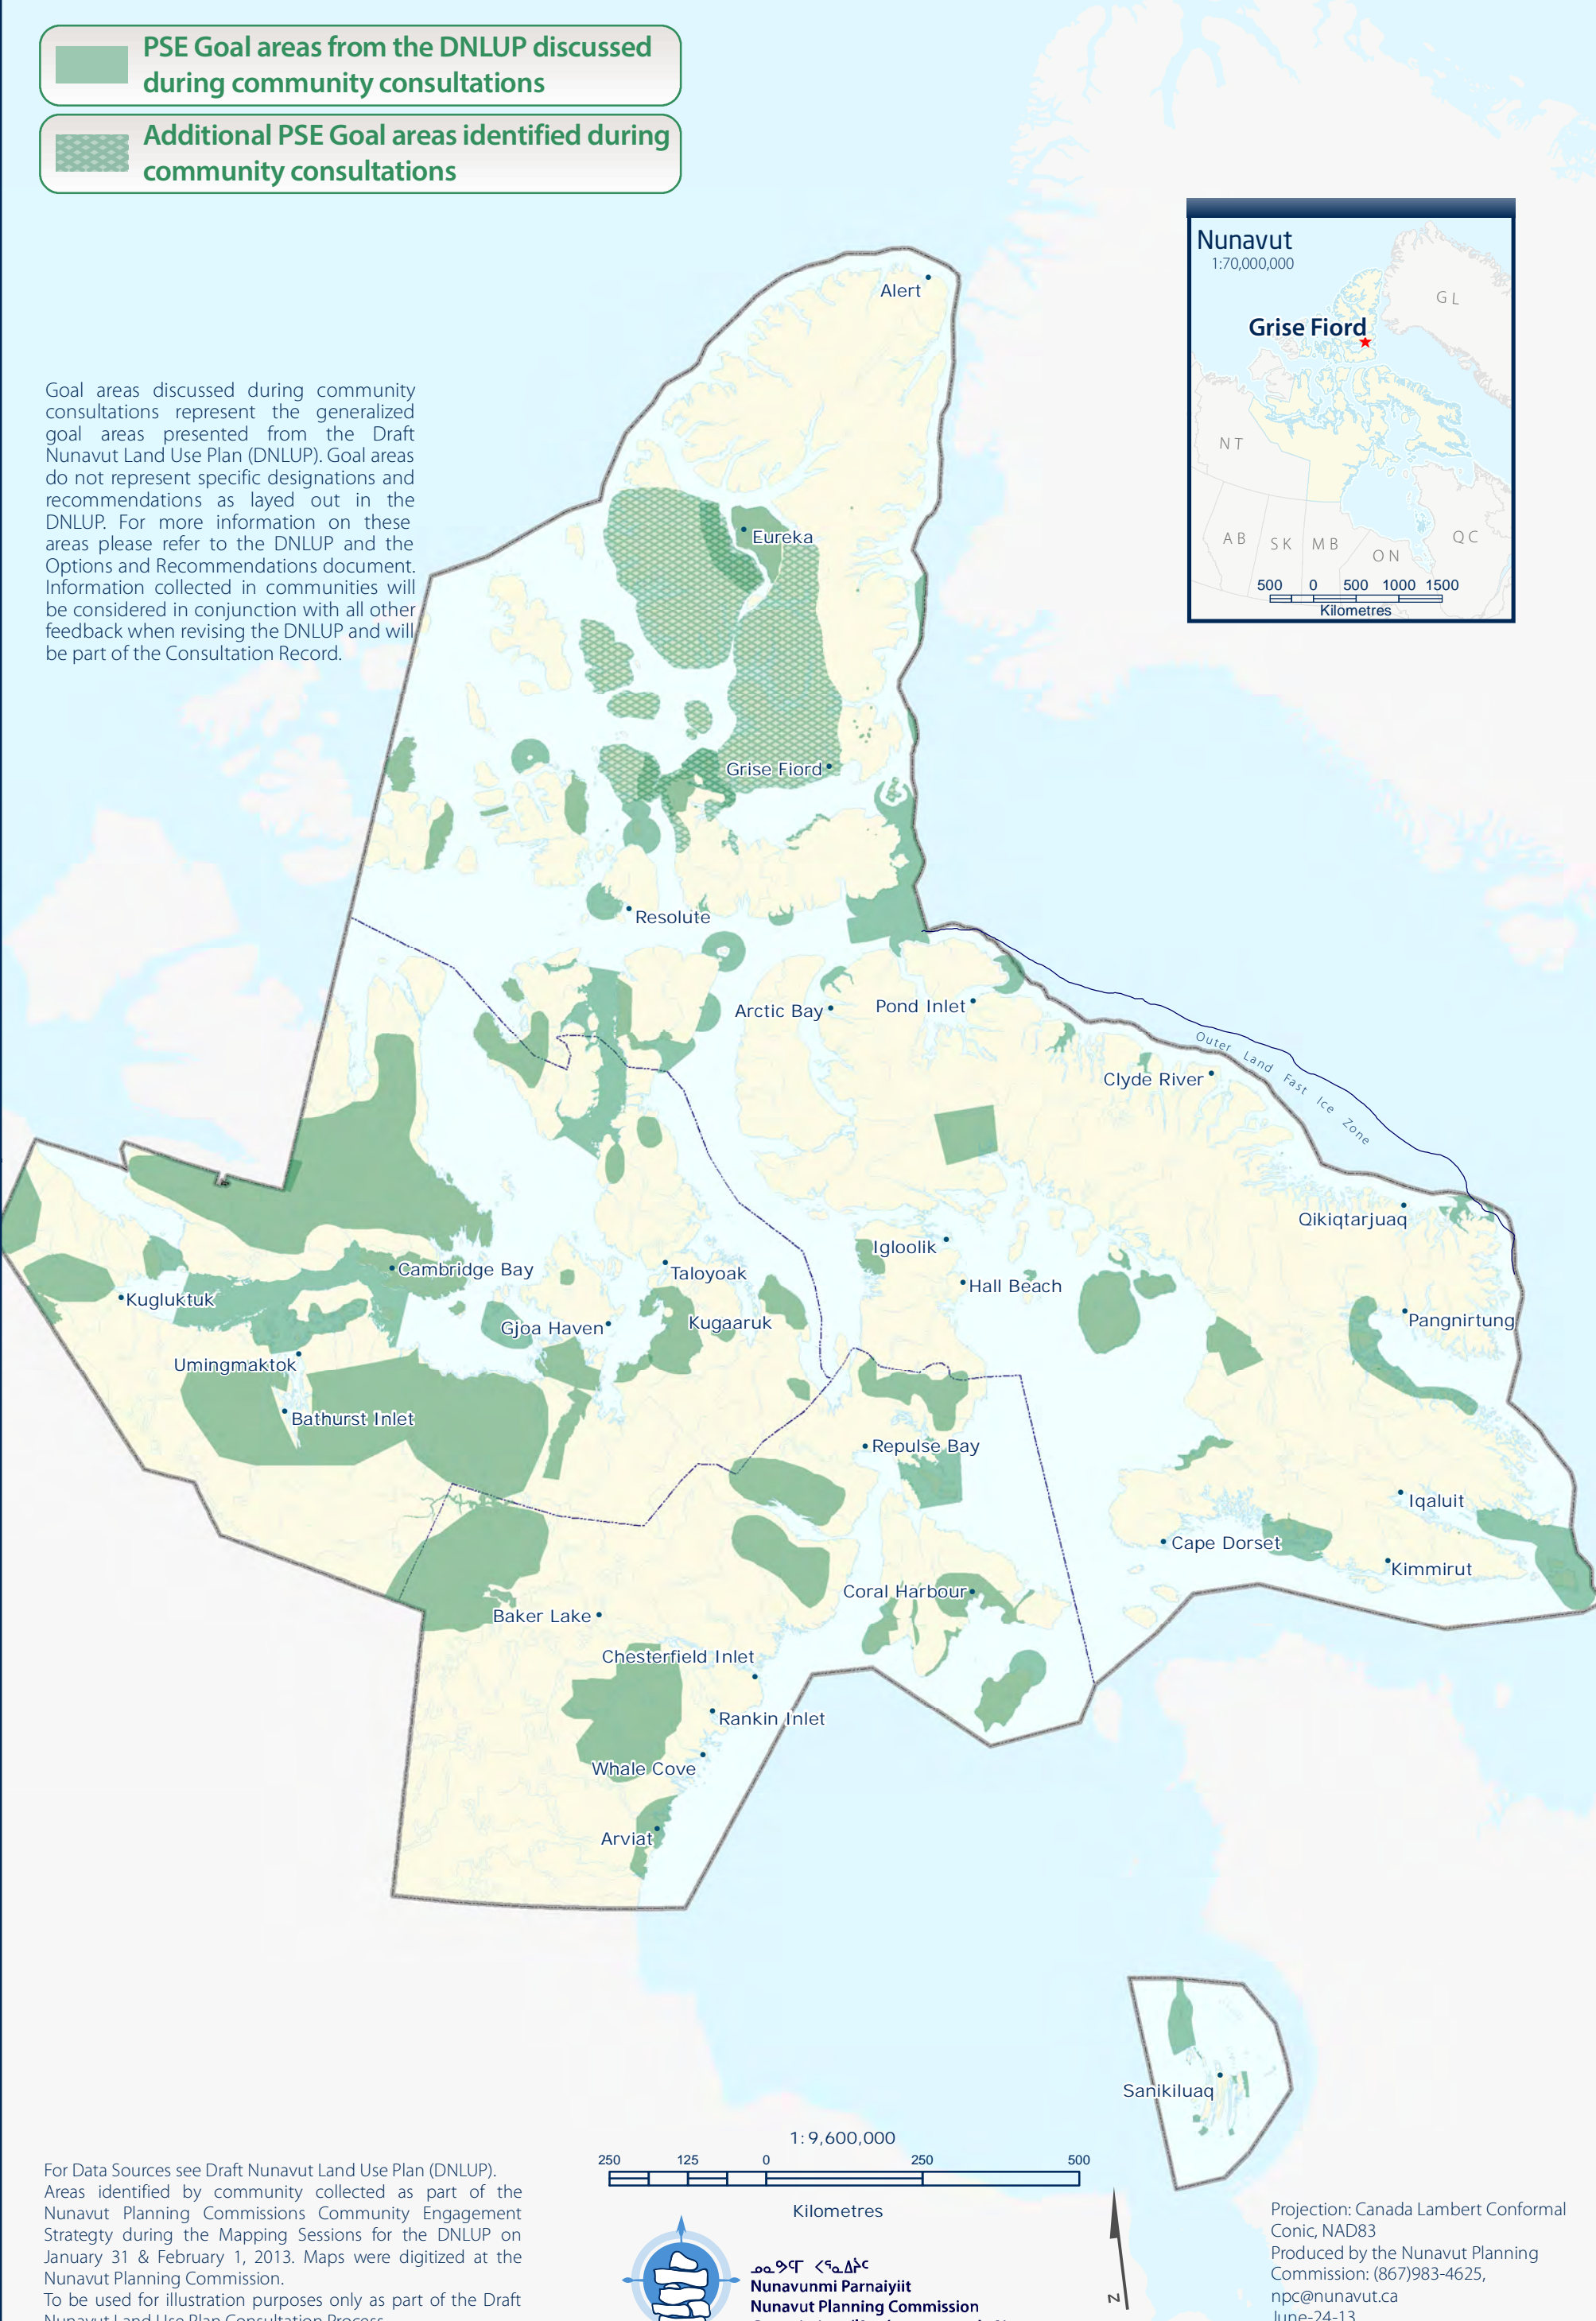 PSE Goal areas from the DNLUP discussed
during community consultations
Additional PSE Goal areas identified during
community consultations
Nunavut
1:70,000,000
GL
Grise Fiord
NT
AB
SK
MB
ON
QC
500 0 500 1000 1500
Kilometres
Goal areas discussed during community
consultations represent the generalized
goal areas presented from the Draft
Nunavut Land Use Plan (DNLUP). Goal areas
do not represent specific designations and
recommendations as layed out in the
DNLUP. For more information on these
areas please refer to the DNLUP and the
Options and Recommendations document.
Information collected in communities will
be considered in conjunction with all other
feedback when revising the DNLUP and will
be part of the Consultation Record.
Alert
Eureka
Grise Fiord
Resolute
Arctic Bay
Pond Inlet
Outer Land Fast Ice Zone
Clyde River
Qikiqtarjuaq
Igloolik
Cambridge Bay
Taloyoak
Hall Beach
Kugluktuk
Gjoa Haven
Kugaaruk
Pangnirtung
Umingmaktok
Bathurst Inlet
Repulse Bay
Iqaluit
Cape Dorset
Kimmirut
Coral Harbour
Baker Lake
Chesterfield Inlet
Rankin Inlet
Whale Cove
Arviat
Sanikiluaq
1:9,600,000
250 125 0 250 500
Kilometres
For Data Sources see Draft Nunavut Land Use Plan (DNLUP).
Areas identified by community collected as part of the
Nunavut Planning Commissions Community Engagement
Strategty during the Mapping Sessions for the DNLUP on
January 31 & February 1, 2013. Maps were digitized at the
Nunavut Planning Commission.
To be used for illustration purposes only as part of the Draft
Nunavut Land Use Plan Consultation Process
ᓄᓇᕗᒻᒥ ᐸᕐᓇᐃᔩᑦ
Nunavunmi Parnaiyiit
Nunavut Planning Commission
N
Projection: Canada Lambert Conformal
Conic, NAD83
Produced by the Nunavut Planning
Commission: (867)983-4625,
npc@nunavut.ca
June-24-13